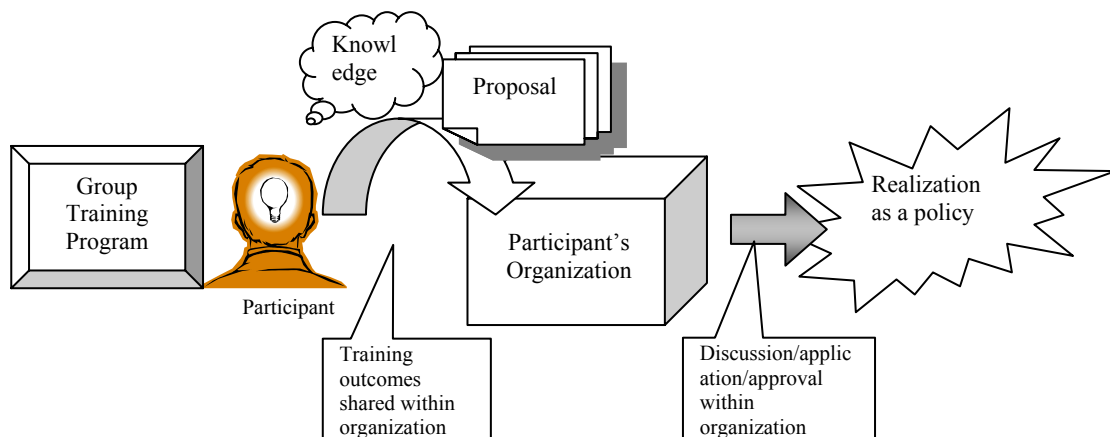 Knowl
edge
Proposal
Group
Training
Program
Participant
Participant's
Organization
Realization
as a policy
Training
outcomes
shared within
organization
Discussion/applic
ation/approval
within
organization